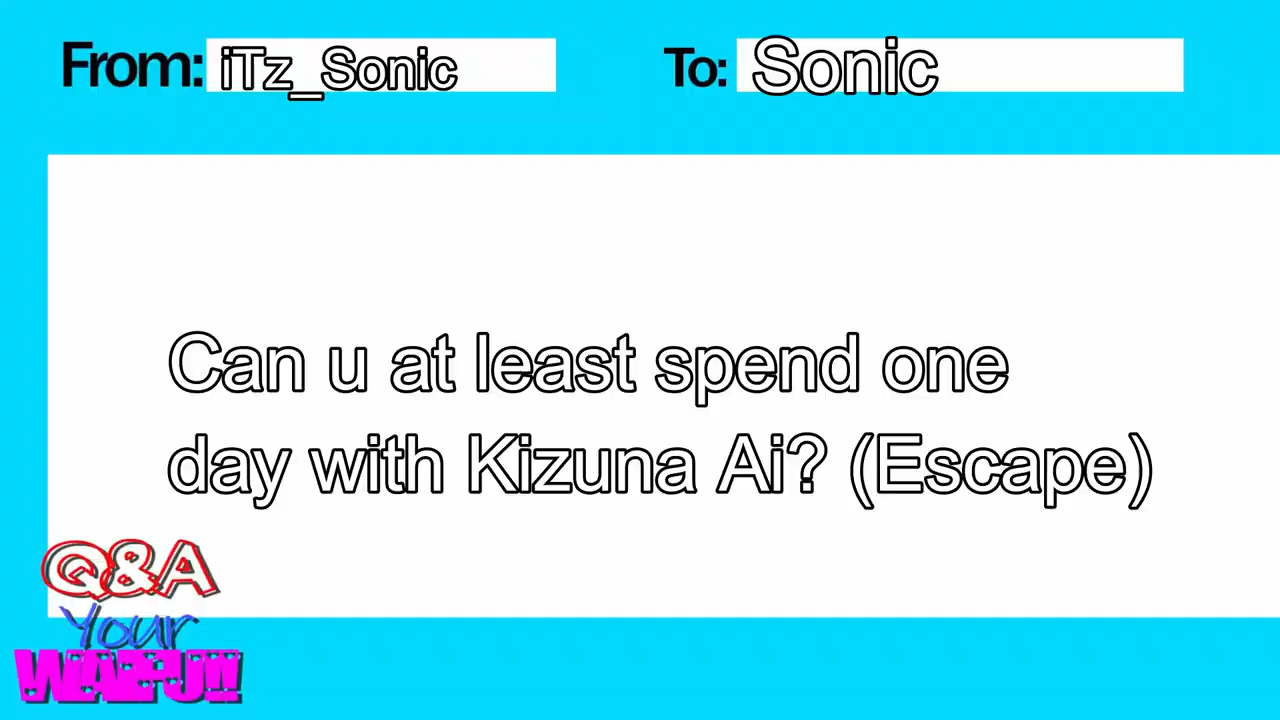 From: iTz_Sonic
To: Sonic
Can u at least spend one
day with Kizuna Ai? (Escape)
Q&A
Your
WAIFU!!